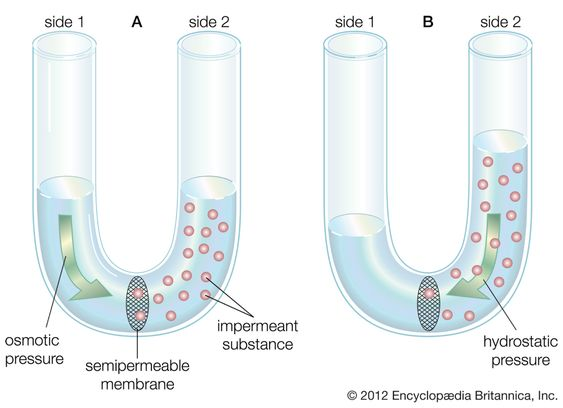 side 1 A side 2
side 1 B side 2
osmotic
pressure
semipermeable
membrane
impermeant
substance
hydrostatic
pressure
© 2012 Encyclopædia Britannica, Inc.